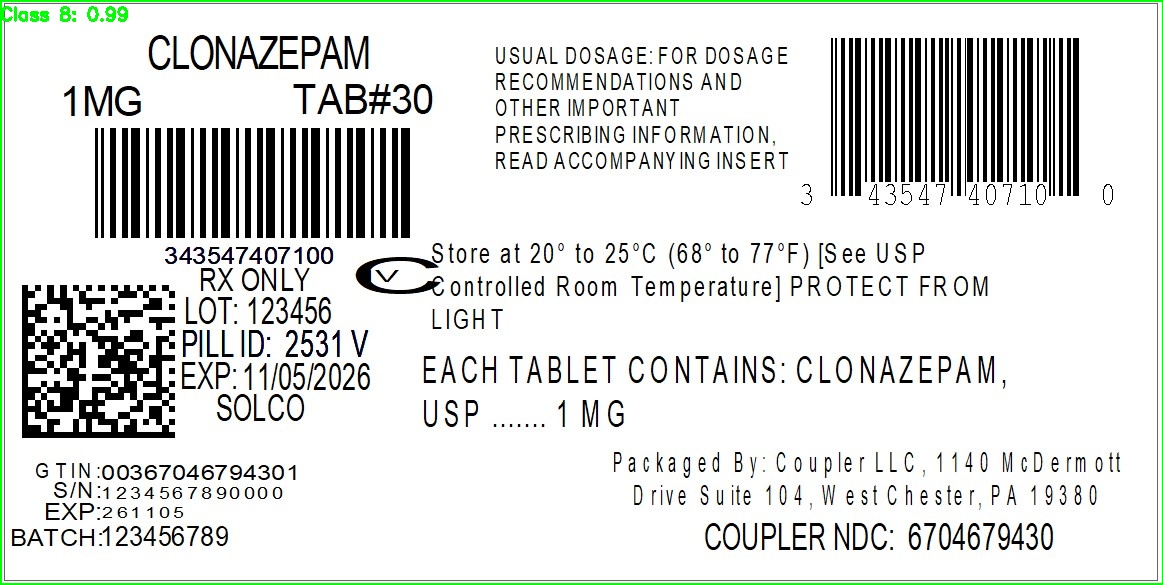 Class 8: 0.99
CLONAZEPAM
1MG TAB#30
343547407100
RX ONLY
LOT: 123456
PILL ID: 2531 V
EXP: 11/05/2026
SOLCO
GTIN:00367046794301
S/N:1234567890000
EXP:261105
BATCH:123456789
USUAL DOSAGE: FOR DOSAGE
RECOMMENDATIONS AND
OTHER IMPORTANT
PRESCRIBING INFORMATION,
READ ACCOMPANYING INSERT
3 43547 40710 0
CV
Store at 20° to 25°C (68° to 77°F) [See USP
Controlled Room Temperature] PROTECT FROM
LIGHT
EACH TABLET CONTAINS: CLONAZEPAM,
USP ....... 1 MG
Packaged By: Coupler LLC, 1140 McDermott
Drive Suite 104, West Chester, PA 19380
COUPLER NDC: 6704679430